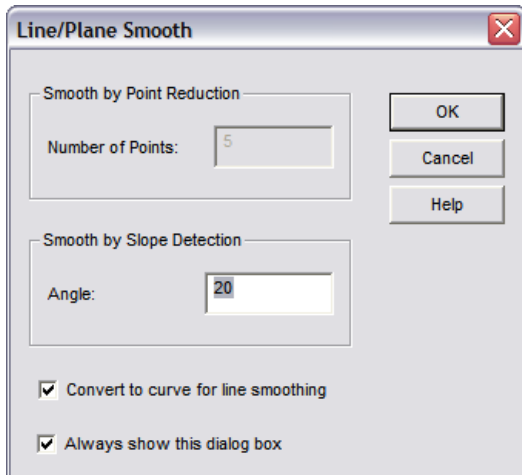 Line/Plane Smooth
Smooth by Point Reduction
Number of Points: 5
OK
Cancel
Help
Smooth by Slope Detection
Angle: 20
Convert to curve for line smoothing
Always show this dialog box